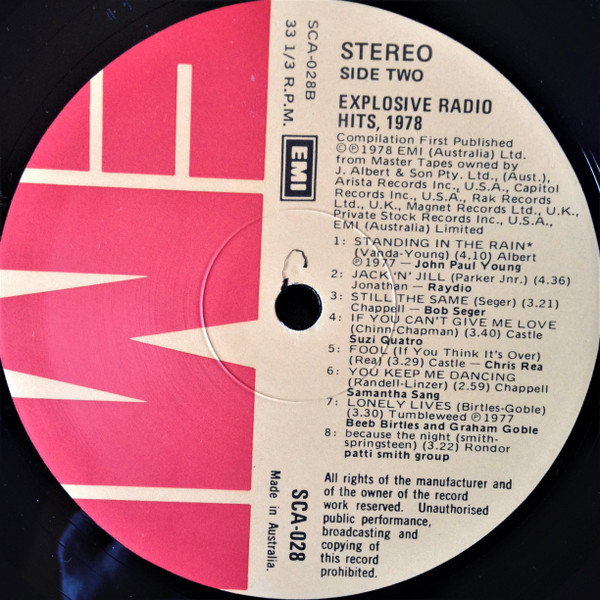 STEREO
SIDE TWO
EXPLOSIVE RADIO
HITS, 1978
Compilation First Published
©℗1978 EMI (Australia) Ltd.
from Master Tapes owned by
J. Albert & Son Pty. Ltd., (Aust.),
Arista Records Inc., U.S.A., Capitol
Records Inc., U.S.A., Rak Records
Ltd., U.K., Magnet Records Ltd., U.K.,
Private Stock Records Inc., U.S.A.,
EMI (Australia) Limited
1: STANDING IN THE RAIN*
(Vanda-Young) (4.10) Albert
℗1977 — John Paul Young
2: JACK 'N' JILL (Parker Jnr.) (4.36)
Jonathan — Raydio
3: STILL THE SAME (Seger) (3.21)
Chappell — Bob Seger
4: IF YOU CAN'T GIVE ME LOVE
(Chinn-Chapman) (3.40) Castle
Suzi Quatro
5: FOOL (If You Think It's Over)
(Rea) (3.29) Castle — Chris Rea
6: YOU KEEP ME DANCING
(Randell-Linzer) (2.59) Chappell
Samantha Sang
7: LONELY LIVES (Birtles-Goble)
(3.30) Tumbleweed ℗1977
Beeb Birtles and Graham Goble
8: because the night (smith-
springsteen) (3.22) Rondor
patti smith group
All rights of the manufacturer and
of the owner of the record
work reserved. Unauthorised
public performance,
broadcasting and
copying of
this record
prohibited.
SCA-028B
33 1/3 R.P.M.
EMI
SCA-028
Made in Australia.
EMI